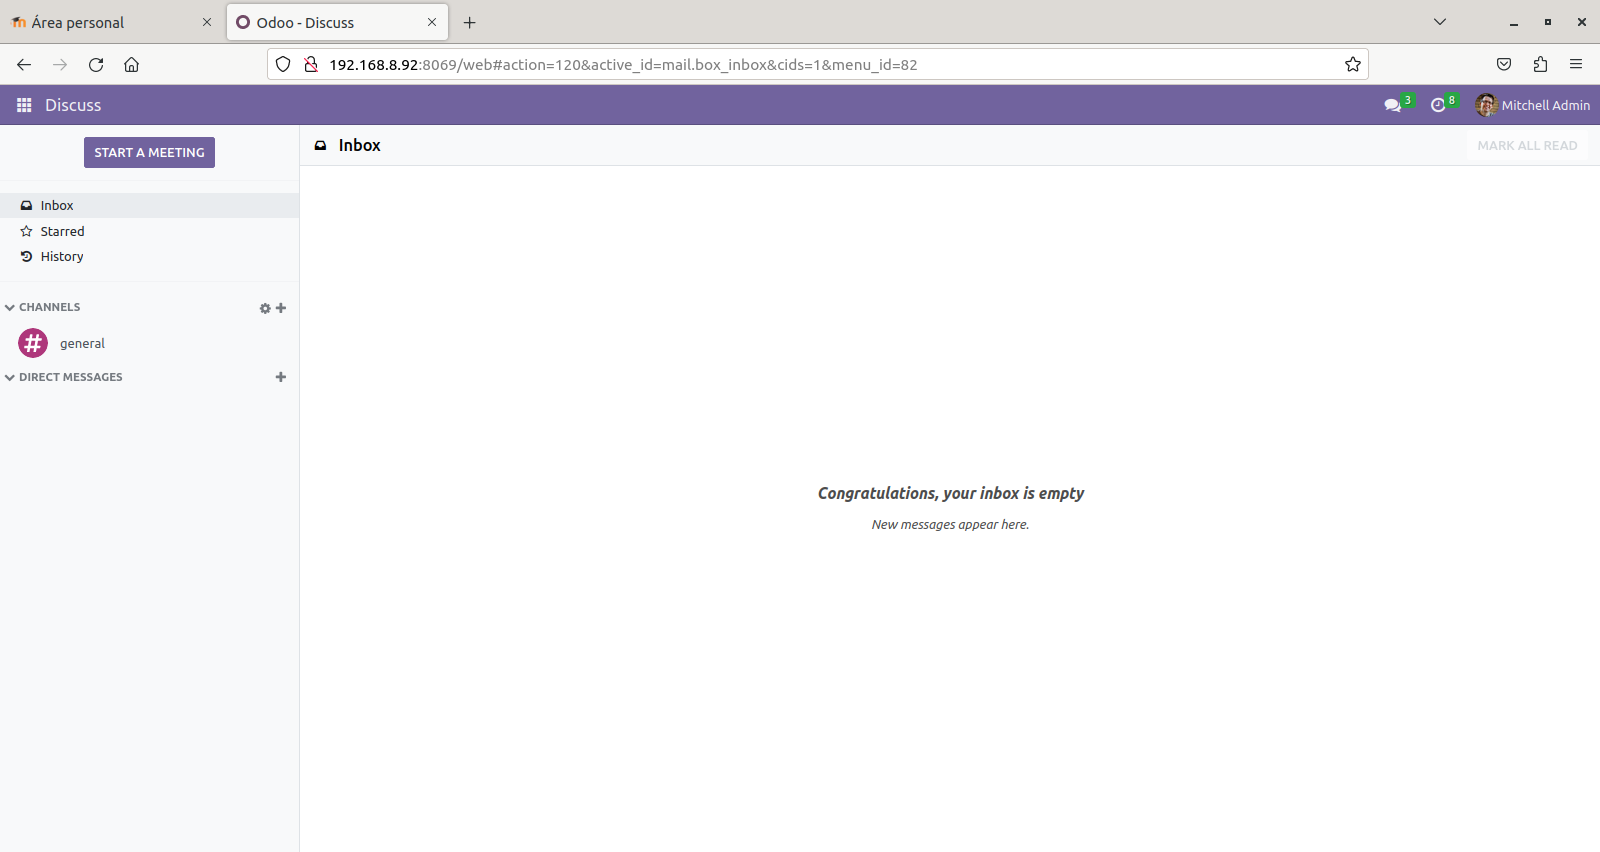 Área personal
Odoo - Discuss
192.168.8.92:8069/web#action=120&active_id=mail.box_inbox&cids=1&menu_id=82
Discuss
3
8
Mitchell Admin
START A MEETING
Inbox
MARK ALL READ
Inbox
Starred
History
CHANNELS
general
DIRECT MESSAGES
Congratulations, your inbox is empty
New messages appear here.